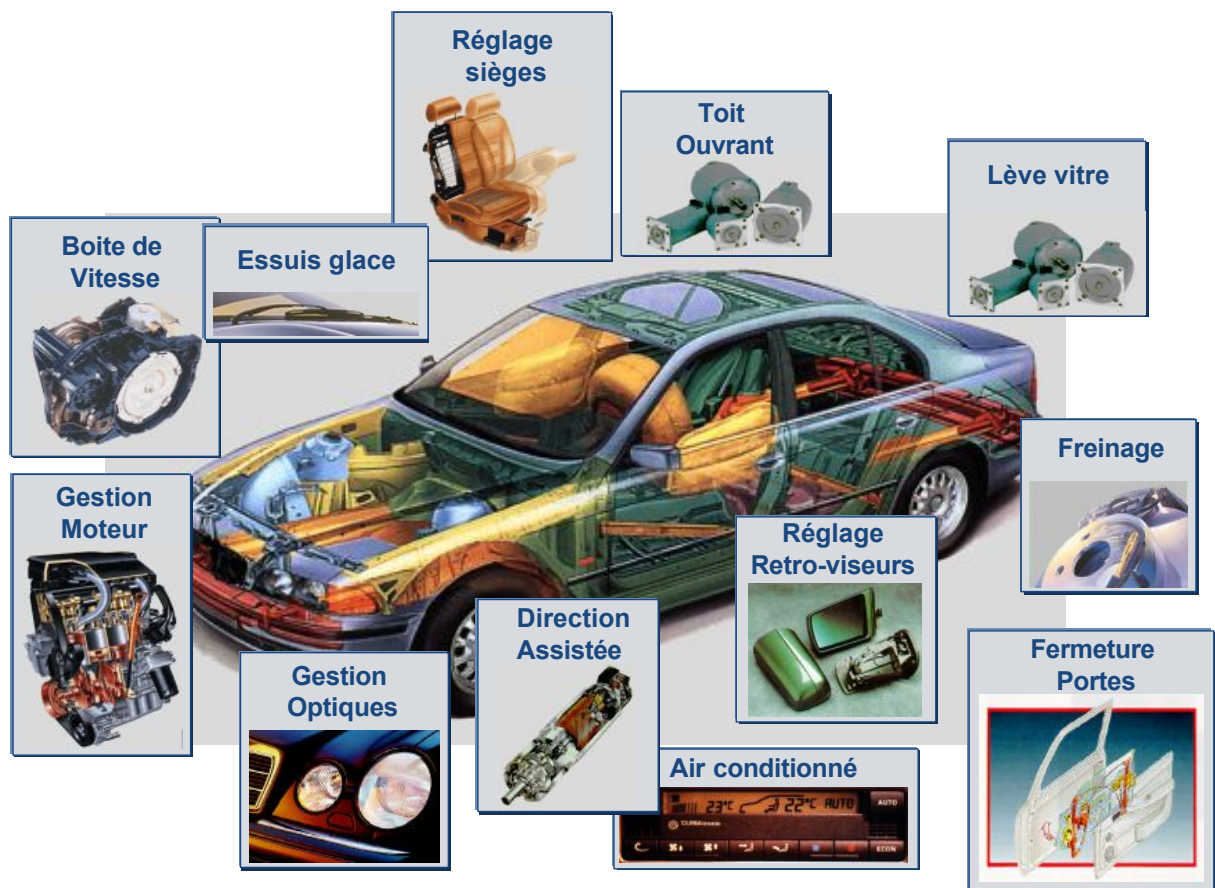 Réglage
sièges
Toit
Ouvrant
Lève vitre
Boite de
Vitesse
Essuis glace
Freinage
Gestion
Moteur
Réglage
Retro-viseurs
Direction
Assistée
Fermeture
Portes
Gestion
Optiques
Air conditionné
23°C 22°C AUTO
AUTO
CLIMAtronic
ECON